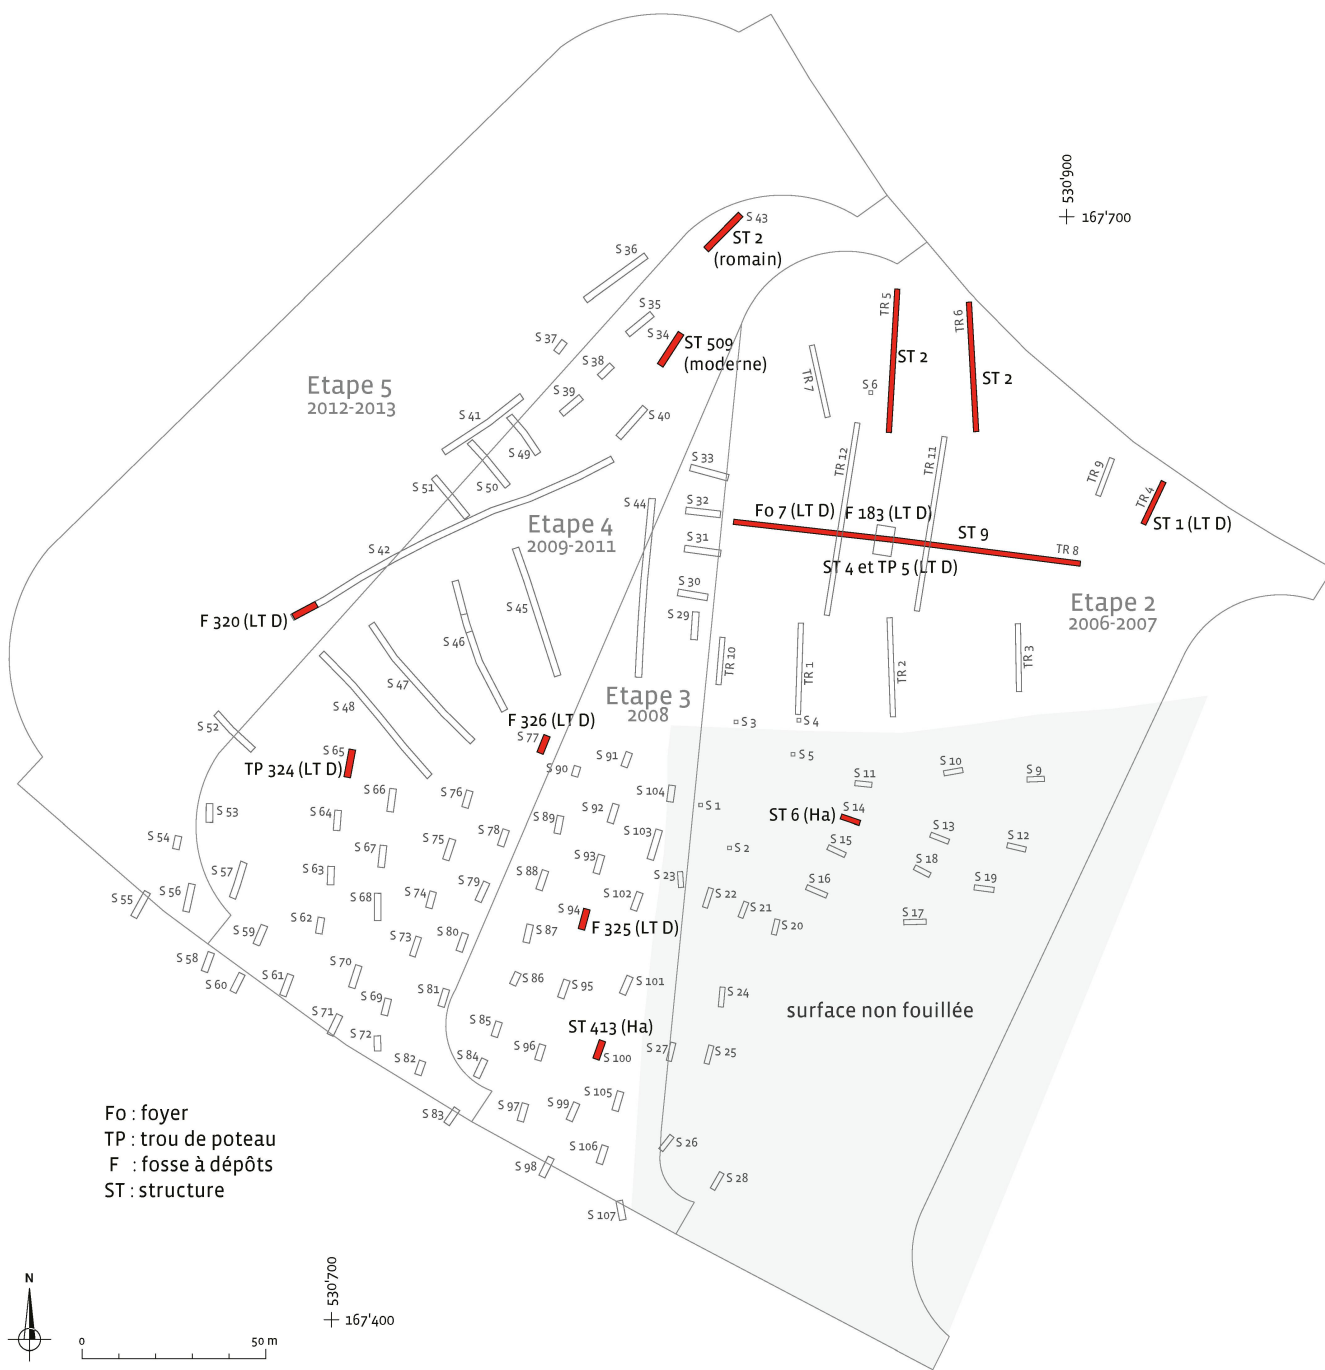 530'900
167'700
S 43
ST 2
(romain)
S 36
S 35
S 34
ST 509
(moderne)
S 37
S 38
S 39
S 40
Etape 5
2012-2013
S 41
S 49
S 50
S 51
TR 5
TR 6
ST 2
ST 2
TR 7
S 6
TR 12
TR 11
TR 9
TR 4
ST 1 (LT D)
S 33
S 32
S 31
S 30
S 29
S 44
Fo 7 (LT D)
F 183 (LT D)
ST 9
TR 8
ST 4 et TP 5 (LT D)
Etape 4
2009-2011
S 42
F 320 (LT D)
S 45
S 46
S 47
S 48
Etape 2
2006-2007
TR 10
TR 1
TR 2
TR 3
Etape 3
2008
S 52
S 65
TP 324 (LT D)
F 326 (LT D)
S 77
S 90
S 91
S 3
S 4
S 5
S 11
S 10
S 9
S 66
S 76
S 104
S 1
S 53
S 64
S 92
S 89
ST 6 (Ha)
S 14
S 13
S 12
S 54
S 67
S 75
S 78
S 103
S 2
S 15
S 57
S 63
S 93
S 88
S 23
S 18
S 19
S 16
S 55
S 56
S 68
S 74
S 79
S 102
S 22
S 21
S 20
S 17
S 94
F 325 (LT D)
S 59
S 62
S 73
S 80
S 87
S 58
S 60
S 61
S 70
S 86
S 95
S 101
S 69
S 81
S 24
surface non fouillée
S 71
S 72
S 85
ST 413 (Ha)
S 100
S 82
S 84
S 96
S 27
S 25
S 83
S 97
S 99
S 105
S 106
S 26
S 98
S 28
S 107
Fo : foyer
TP : trou de poteau
F : fosse à dépôts
ST : structure
530'700
167'400
N
0
50 m